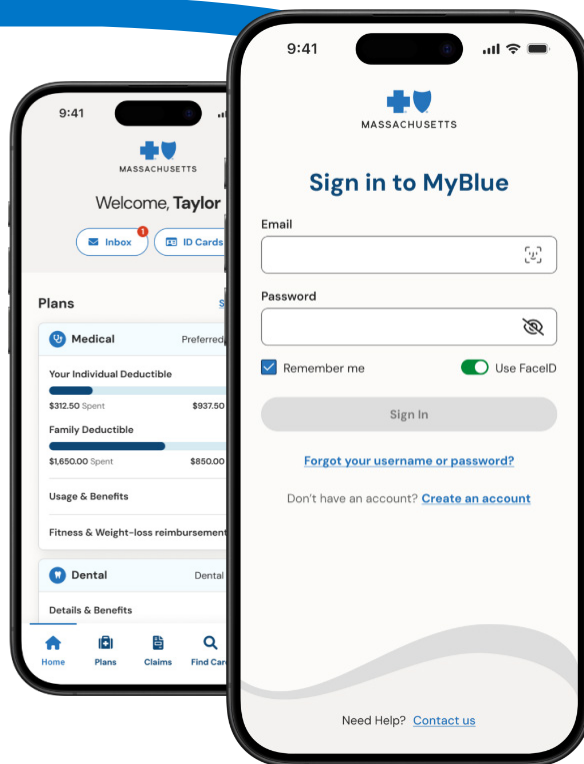 9:41
MASSACHUSETTS
Welcome, Taylor
Inbox
1
ID Cards
Plans
Medical
Preferred
Your Individual Deductible
$312.50 Spent
$937.50
Family Deductible
$1,650.00 Spent
$850.00
Usage & Benefits
Fitness & Weight-loss reimbursement
Dental
Dental
Details & Benefits
Home
Plans
Claims
Find Care
9:41
MASSACHUSETTS
Sign in to MyBlue
Email
Password
Remember me
Use FaceID
Sign In
Forgot your username or password?
Don't have an account? Create an account
Need Help? Contact us